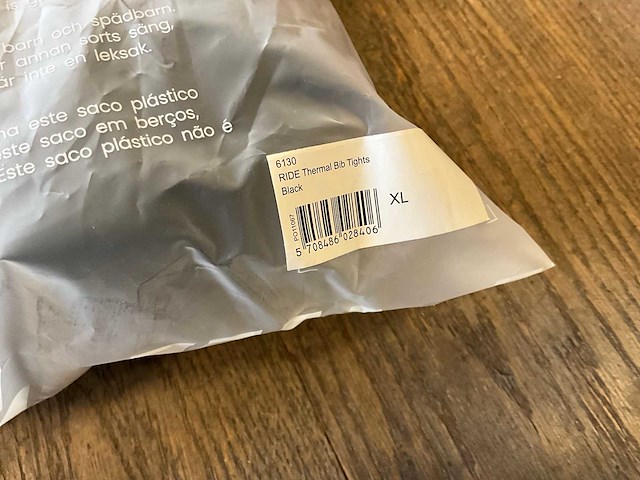 barn och spädbarn.
annan sorts säng,
är inte en leksak.
este saco plástico
este saco em berços,
Este saco plástico não é
6130
RIDE Thermal Bib Tights
Black
XL
PO11097
5 708486 028406